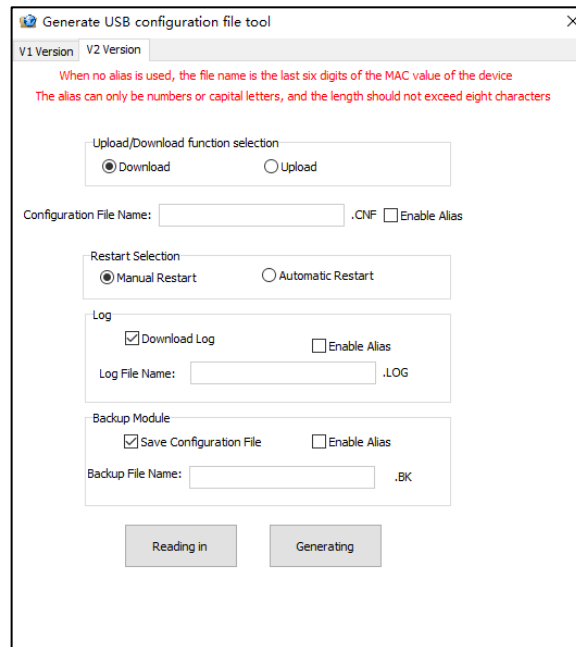 Generate USB configuration file tool
V1 Version V2 Version
When no alias is used, the file name is the last six digits of the MAC value of the device
The alias can only be numbers or capital letters, and the length should not exceed eight characters
Upload/Download function selection
Download Upload
Configuration File Name: .CNF Enable Alias
Restart Selection
Manual Restart Automatic Restart
Log
Download Log Enable Alias
Log File Name: .LOG
Backup Module
Save Configuration File Enable Alias
Backup File Name: .BK
Reading in Generating